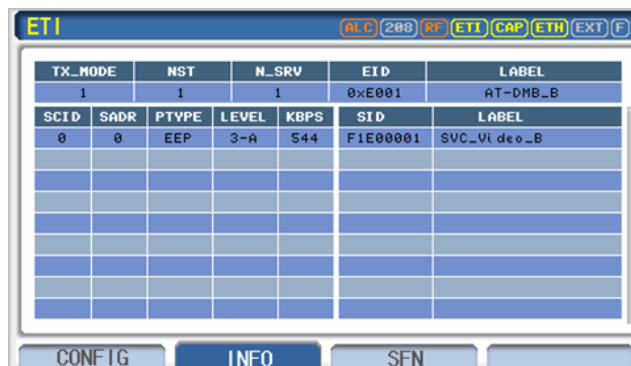 ETI ALC 208 RF ETI CAP ETH EXT F
TX_MODE NST N_SRV EID LABEL
1 1 1 0xE001 AT-DMB_B
SCID SADR PTYPE LEVEL KBPS SID LABEL
0 0 EEP 3-A 544 F1E00001 SVC_Video_B
CONFIG INFO SFN